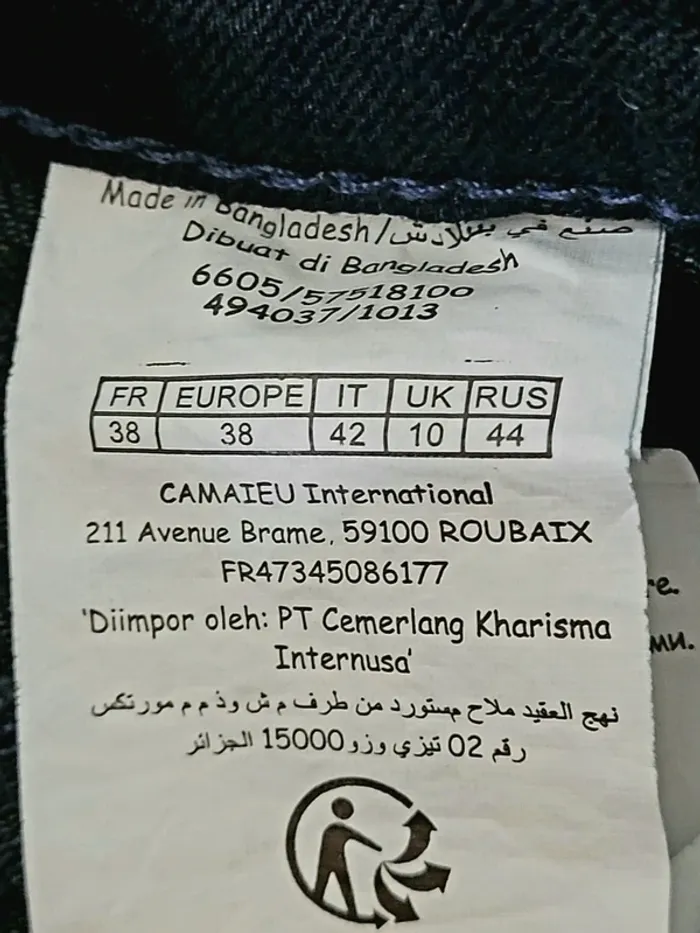 Made in Bangladesh/صنع في بنغلادش
Dibuat di Bangladesh
6605/57518100
494037/1013
FR EUROPE IT UK RUS
38 38 42 10 44
CAMAIEU International
211 Avenue Brame, 59100 ROUBAIX
FR47345086177
'Diimpor oleh: PT Cemerlang Kharisma
Internusa'
نهج العقيد ملاح مستورد من طرف م ش و ذ م م مورتكس
رقم 02 تيزي وزو 15000 الجزائر
е.
ми.